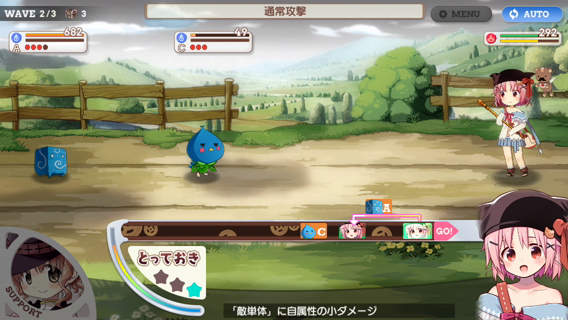 WAVE 2/3 3
通常攻撃
MENU
AUTO
682
A
49
C
292
A
C
GO!
とっておき
SUPPORT
「敵単体」に自属性の小ダメージ